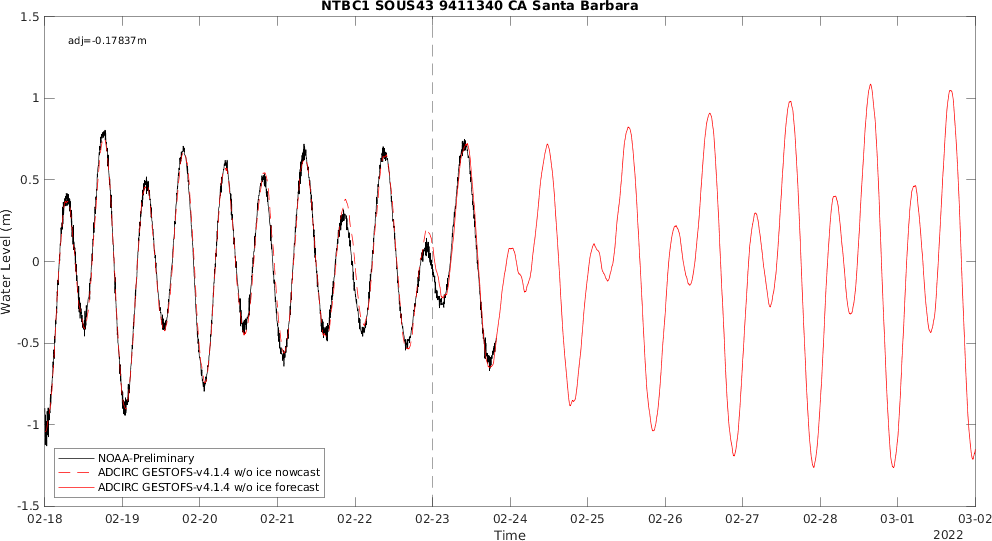 NTBC1 SOUS43 9411340 CA Santa Barbara
adj=-0.17837m
1.5
1
0.5
0
-0.5
-1
-1.5
Water Level (m)
NOAA-Preliminary
ADCIRC GESTOFS-v4.1.4 w/o ice nowcast
ADCIRC GESTOFS-v4.1.4 w/o ice forecast
02-18 02-19 02-20 02-21 02-22 02-23 02-24 02-25 02-26 02-27 02-28 03-01 03-02
Time
2022